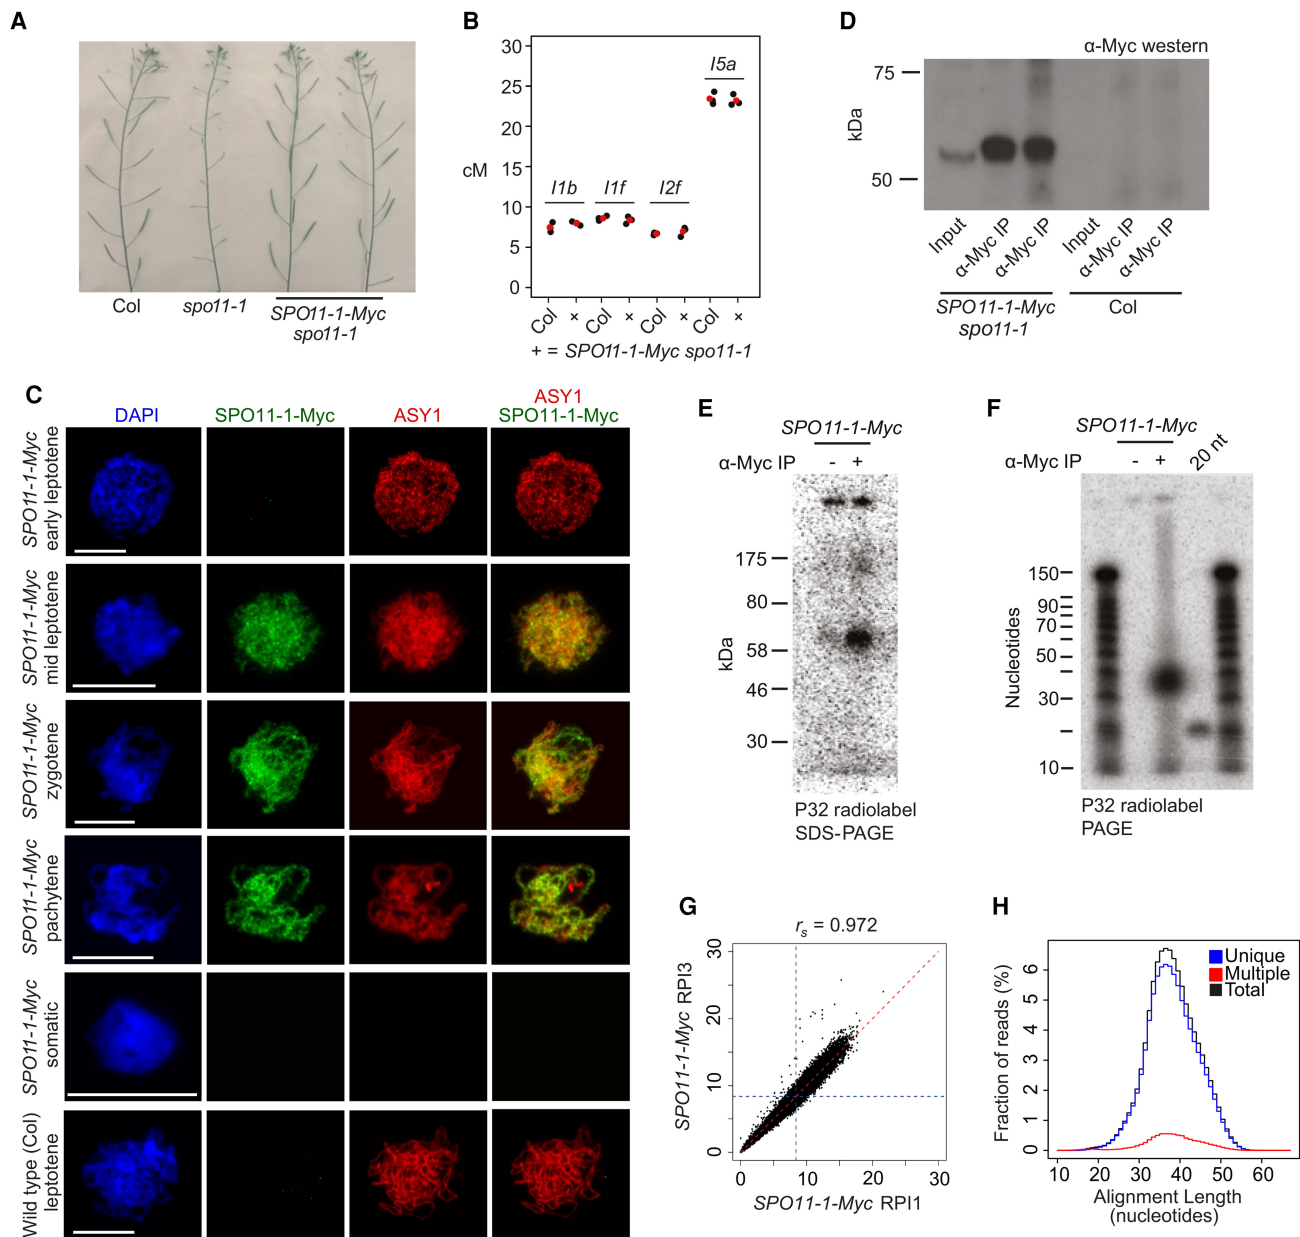 A
Col
spo11-1
SPO11-1-Myc
spo11-1
B
30
25
20
15
10
5
0
cM
I1b
I1f
I2f
I5a
Col
+
Col
+
Col
+
Col
+
+ = SPO11-1-Myc spo11-1
D
α-Myc western
75
50
kDa
Input
α-Myc IP
α-Myc IP
Input
α-Myc IP
α-Myc IP
SPO11-1-Myc
spo11-1
Col
C
DAPI
SPO11-1-Myc
ASY1
ASY1
SPO11-1-Myc
SPO11-1-Myc
early leptotene
SPO11-1-Myc
mid leptotene
SPO11-1-Myc
zygotene
SPO11-1-Myc
pachytene
SPO11-1-Myc
somatic
Wild type (Col)
leptotene
E
SPO11-1-Myc
α-Myc IP - +
175
80
58
46
30
kDa
P32 radiolabel
SDS-PAGE
F
SPO11-1-Myc
α-Myc IP - +
20 nt
150
90
70
50
30
10
Nucleotides
P32 radiolabel
PAGE
G
rs = 0.972
30
20
10
0
SPO11-1-Myc RPI3
0 10 20 30
SPO11-1-Myc RPI1
H
Unique
Multiple
Total
6
5
4
3
2
1
0
Fraction of reads (%)
10 20 30 40 50 60
Alignment Length
(nucleotides)